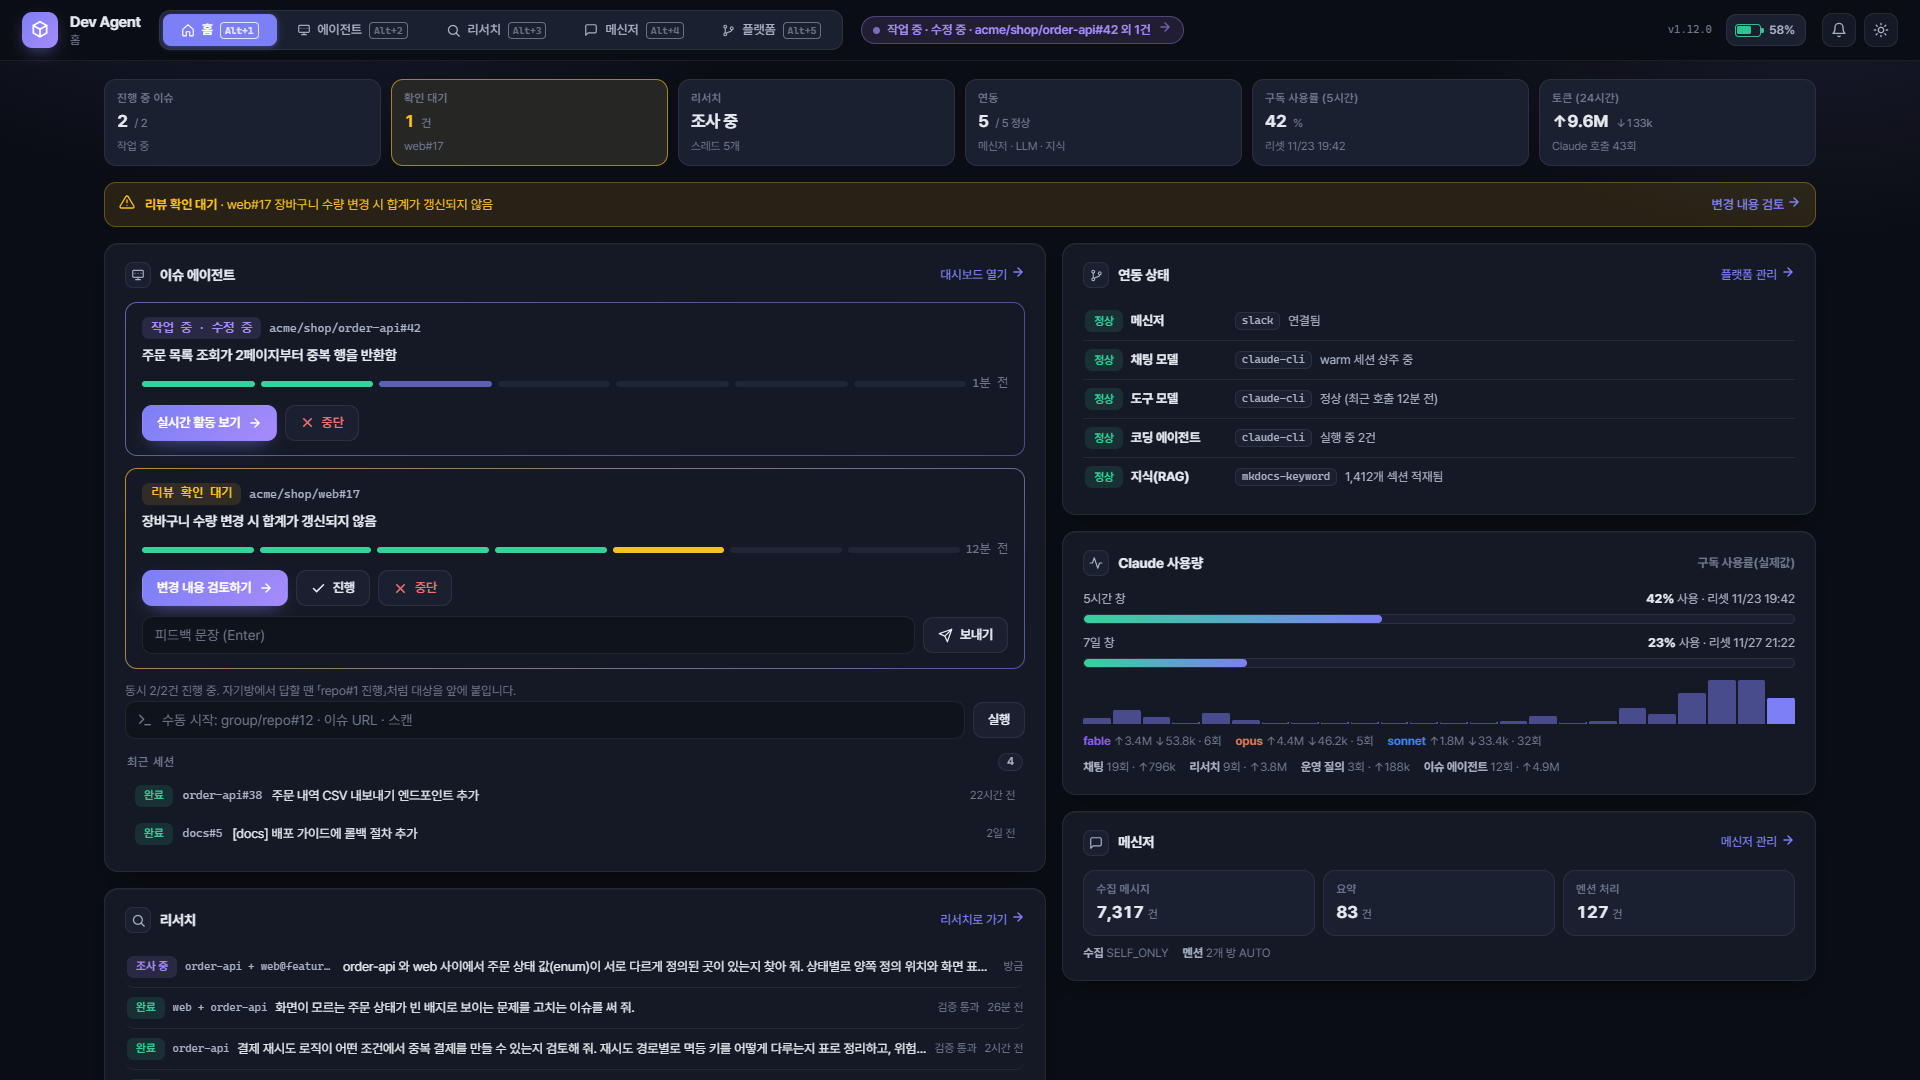 Dev Agent
홈
홈 Alt+1
에이전트 Alt+2
리서치 Alt+3
메신저 Alt+4
플랫폼 Alt+5
작업 중 · 수정 중 · acme/shop/order-api#42 외 1건
v1.12.0
58%
진행 중 이슈
2 / 2
작업 중
확인 대기
1 건
web#17
리서치
조사 중
스레드 5개
연동
5 / 5 정상
메신저 · LLM · 지식
구독 사용률 (5시간)
42 %
리셋 11/23 19:42
토큰 (24시간)
↑9.6M ↓133k
Claude 호출 43회
리뷰 확인 대기 · web#17 장바구니 수량 변경 시 합계가 갱신되지 않음
변경 내용 검토 →
이슈 에이전트
대시보드 열기 →
작업 중 · 수정 중 acme/shop/order-api#42
주문 목록 조회가 2페이지부터 중복 행을 반환함
1분 전
실시간 활동 보기 →
중단
리뷰 확인 대기 acme/shop/web#17
장바구니 수량 변경 시 합계가 갱신되지 않음
12분 전
변경 내용 검토하기 →
진행
중단
피드백 문장 (Enter)
보내기
동시 2/2건 진행 중. 자기방에서 답할 땐 「repo#1 진행」처럼 대상을 앞에 붙입니다.
수동 시작: group/repo#12 · 이슈 URL · 스캔
실행
최근 세션
4
완료 order-api#38 주문 내역 CSV 내보내기 엔드포인트 추가 22시간 전
완료 docs#5 [docs] 배포 가이드에 롤백 절차 추가 2일 전
리서치
리서치로 가기 →
조사 중 order-api + web@featur… order-api 와 web 사이에서 주문 상태 값(enum)이 서로 다르게 정의된 곳이 있는지 찾아 줘. 상태별로 양쪽 정의 위치와 화면 표... 방금
완료 web + order-api 화면이 모르는 주문 상태가 빈 배지로 보이는 문제를 고치는 이슈를 써 줘. 검증 통과 26분 전
완료 order-api 결제 재시도 로직이 어떤 조건에서 중복 결제를 만들 수 있는지 검토해 줘. 재시도 경로별로 멱등 키를 어떻게 다루는지 표로 정리하고, 위험... 검증 통과 2시간 전
연동 상태
플랫폼 관리 →
정상 메신저 slack 연결됨
정상 채팅 모델 claude-cli warm 세션 상주 중
정상 도구 모델 claude-cli 정상 (최근 호출 12분 전)
정상 코딩 에이전트 claude-cli 실행 중 2건
정상 지식(RAG) mkdocs-keyword 1,412개 섹션 적재됨
Claude 사용량
구독 사용률(실제값)
5시간 창
42% 사용 · 리셋 11/23 19:42
7일 창
23% 사용 · 리셋 11/27 21:22
fable ↑3.4M ↓53.8k · 6회 opus ↑4.4M ↓46.2k · 5회 sonnet ↑1.8M ↓33.4k · 32회
채팅 19회 · ↑796k 리서치 9회 · ↑3.8M 운영 질의 3회 · ↑188k 이슈 에이전트 12회 · ↑4.9M
메신저
메신저 관리 →
수집 메시지
7,317 건
요약
83 건
멘션 처리
127 건
수집 SELF_ONLY 멘션 2개 방 AUTO